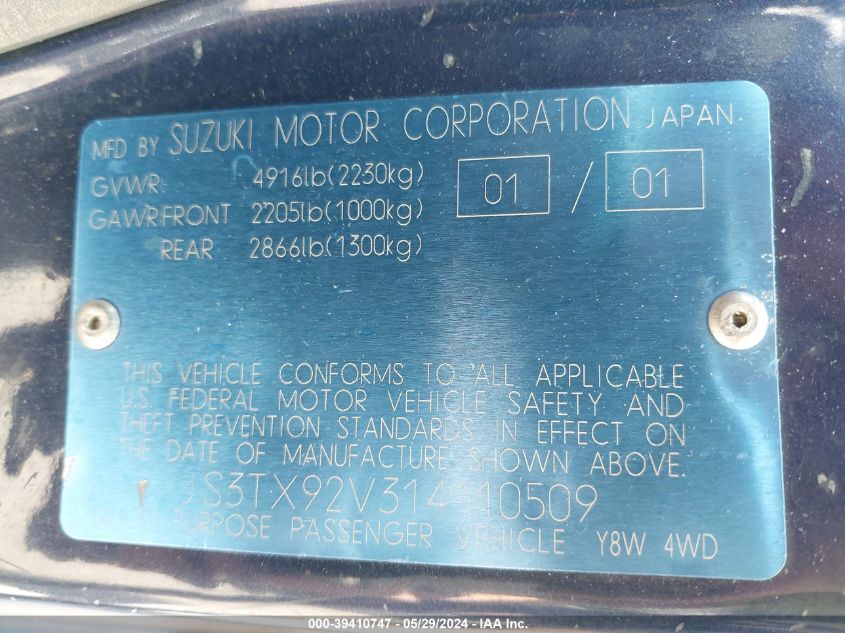 MFD BY SUZUKI MOTOR CORPORATION JAPAN
GVWR 4916lb(2230kg) 01 / 01
GAWR:FRONT 2205lb(1000kg)
REAR 2866lb(1300kg)
THIS VEHICLE CONFORMS TO ALL APPLICABLE
U.S. FEDERAL MOTOR VEHICLE SAFETY AND
THEFT PREVENTION STANDARDS IN EFFECT ON
THE DATE OF MANUFACTURE SHOWN ABOVE.
JS3TX92V314110509
PURPOSE PASSENGER VEHICLE Y8W 4WD
000-39410747 - 05/29/2024 - IAA Inc.